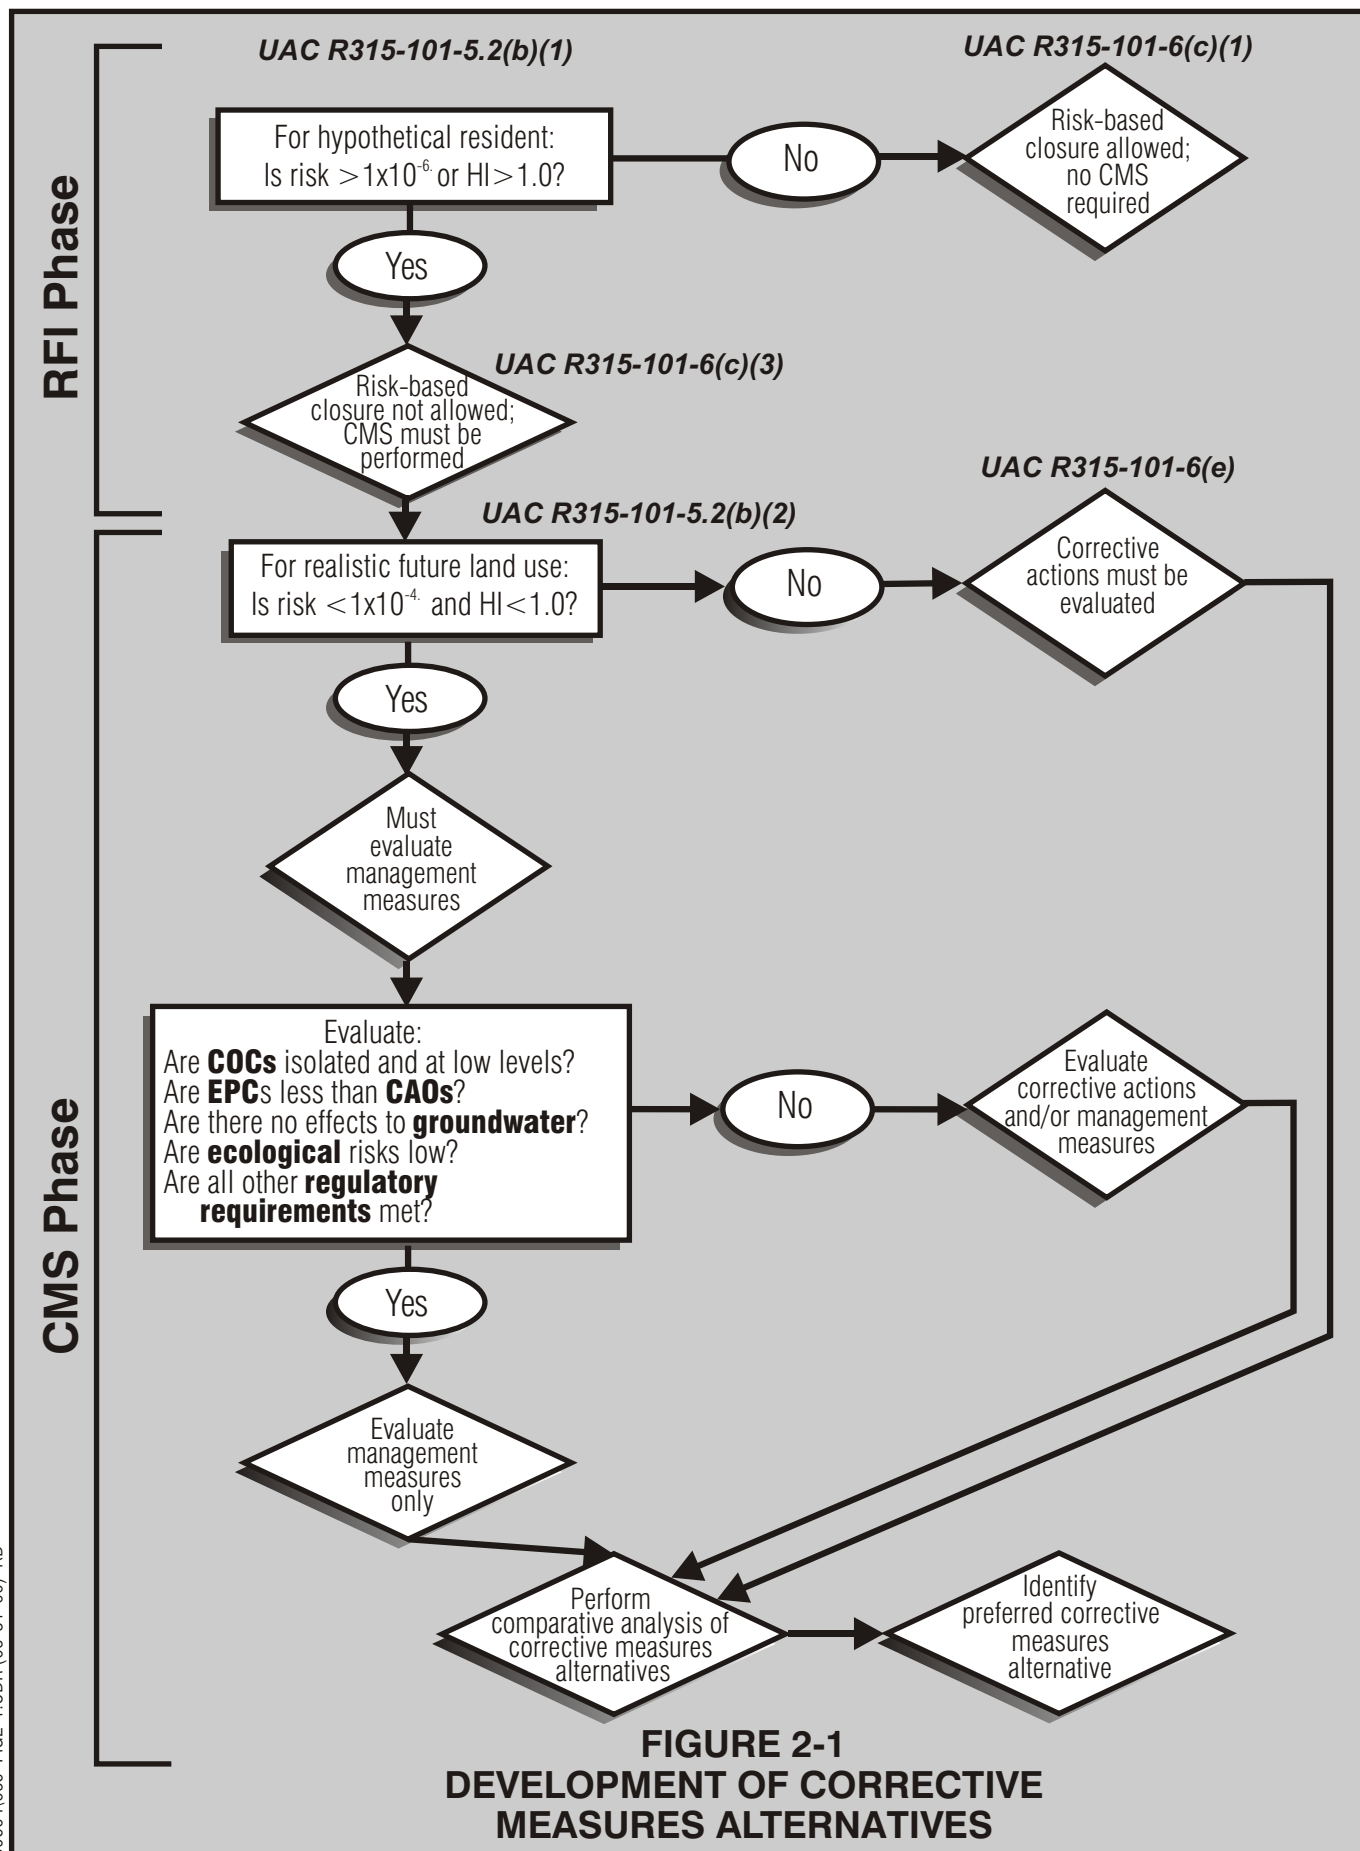 UAC R315-101-5.2(b)(1)
UAC R315-101-6(c)(1)
RFI Phase
For hypothetical resident:
Is risk >1x10-6. or HI>1.0?
No
Risk-based
closure allowed;
no CMS
required
Yes
UAC R315-101-6(c)(3)
Risk-based
closure not allowed;
CMS must be
performed
UAC R315-101-6(e)
UAC R315-101-5.2(b)(2)
CMS Phase
For realistic future land use:
Is risk <1x10-4. and HI<1.0?
No
Corrective
actions must be
evaluated
Yes
Must
evaluate
management
measures
Evaluate:
Are COCs isolated and at low levels?
Are EPCs less than CAOs?
Are there no effects to groundwater?
Are ecological risks low?
Are all other regulatory
requirements met?
No
Evaluate
corrective actions
and/or management
measures
Yes
Evaluate
management
measures
only
Perform
comparative analysis of
corrective measures
alternatives
Identify
preferred corrective
measures
alternative
FIGURE 2-1
DEVELOPMENT OF CORRECTIVE
MEASURES ALTERNATIVES